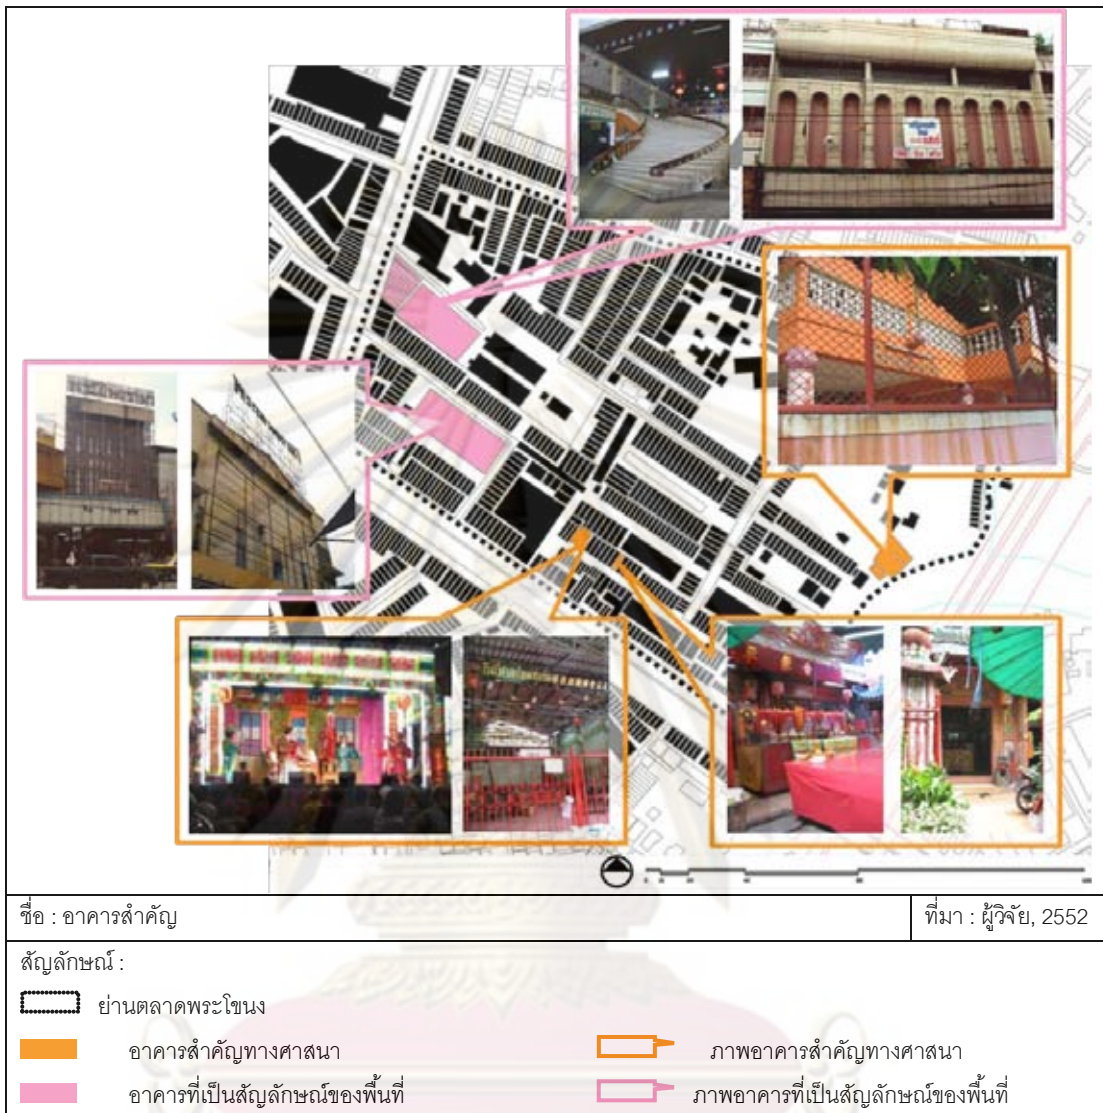 ชื่อ : อาคารสำคัญ
ที่มา : ผู้วิจัย, 2552
สัญลักษณ์ :
ย่านตลาดพระโขนง
อาคารสำคัญทางศาสนา
ภาพอาคารสำคัญทางศาสนา
อาคารที่เป็นสัญลักษณ์ของพื้นที่
ภาพอาคารที่เป็นสัญลักษณ์ของพื้นที่